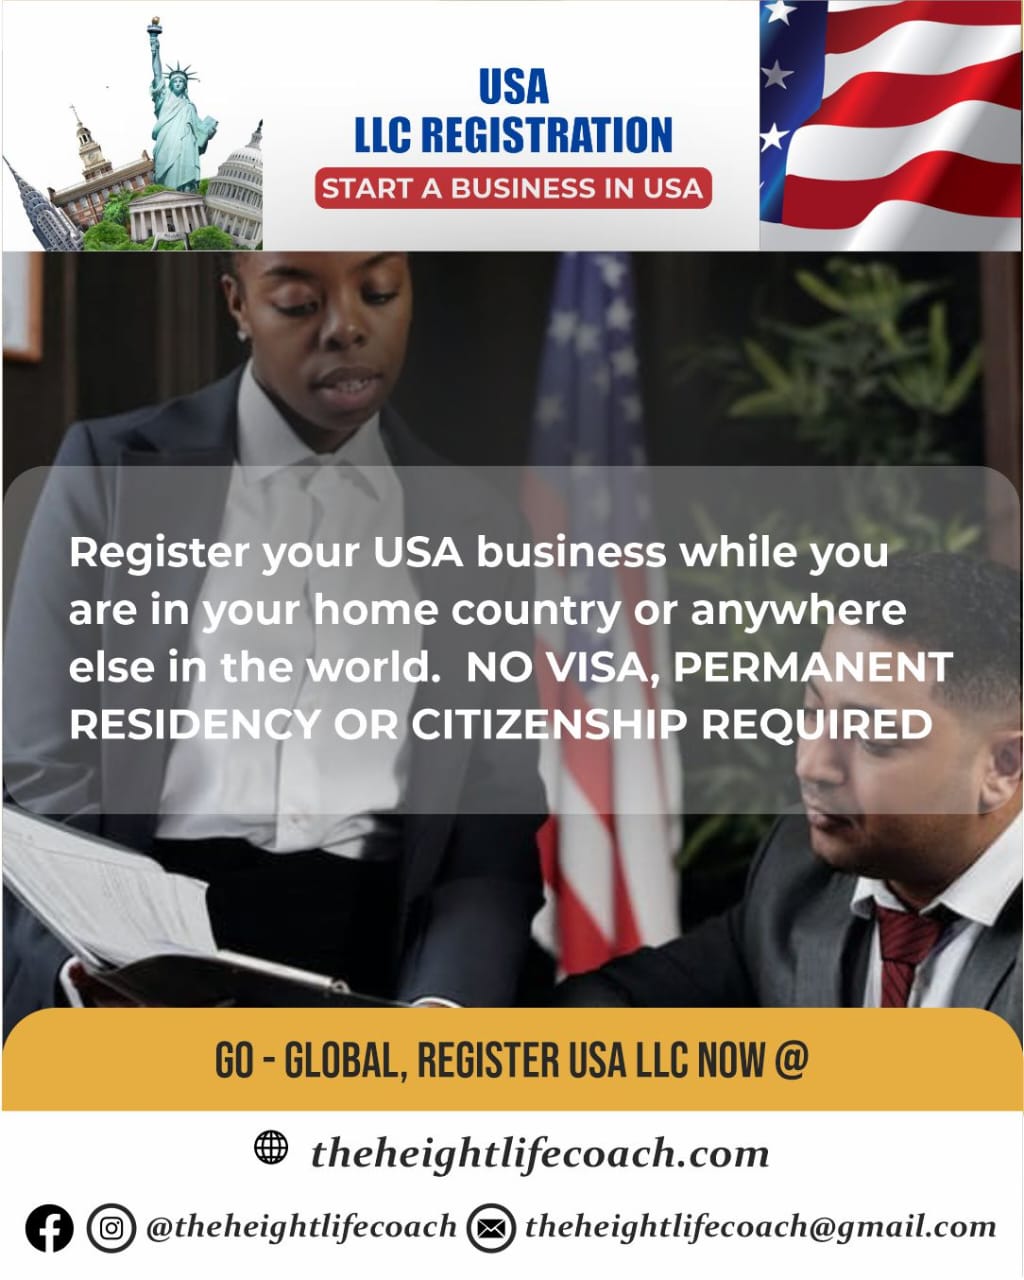 USA
LLC REGISTRATION
START A BUSINESS IN USA
Register your USA business while you
are in your home country or anywhere
else in the world. NO VISA, PERMANENT
RESIDENCY OR CITIZENSHIP REQUIRED
GO - GLOBAL, REGISTER USA LLC NOW @
theheightlifecoach.com
@theheightlifecoach theheightlifecoach@gmail.com